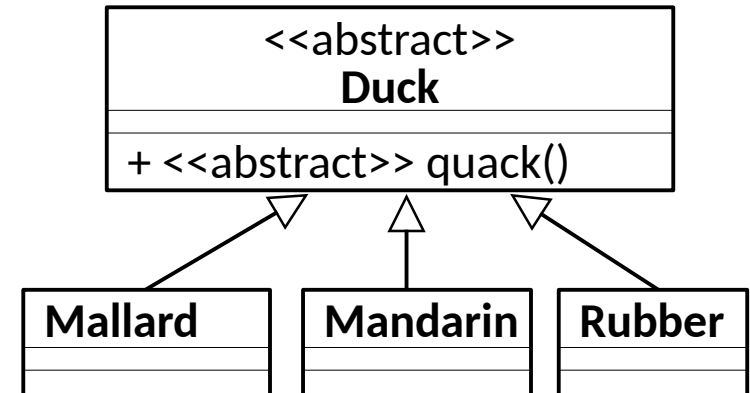 <<abstract>>
Duck
+ <<abstract>> quack()
Mallard
Mandarin
Rubber